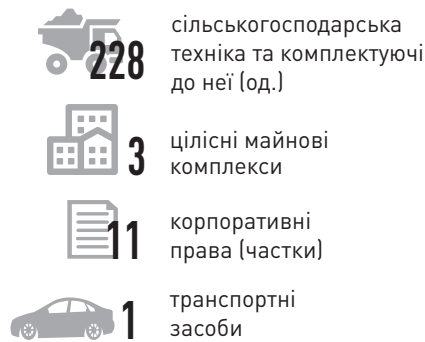 228
сільськогосподарська
техніка та комплектуючі
до неї (од.)
3
цілісні майнові
комплекси
11
корпоративні
права (частки)
1
транспортні
засоби